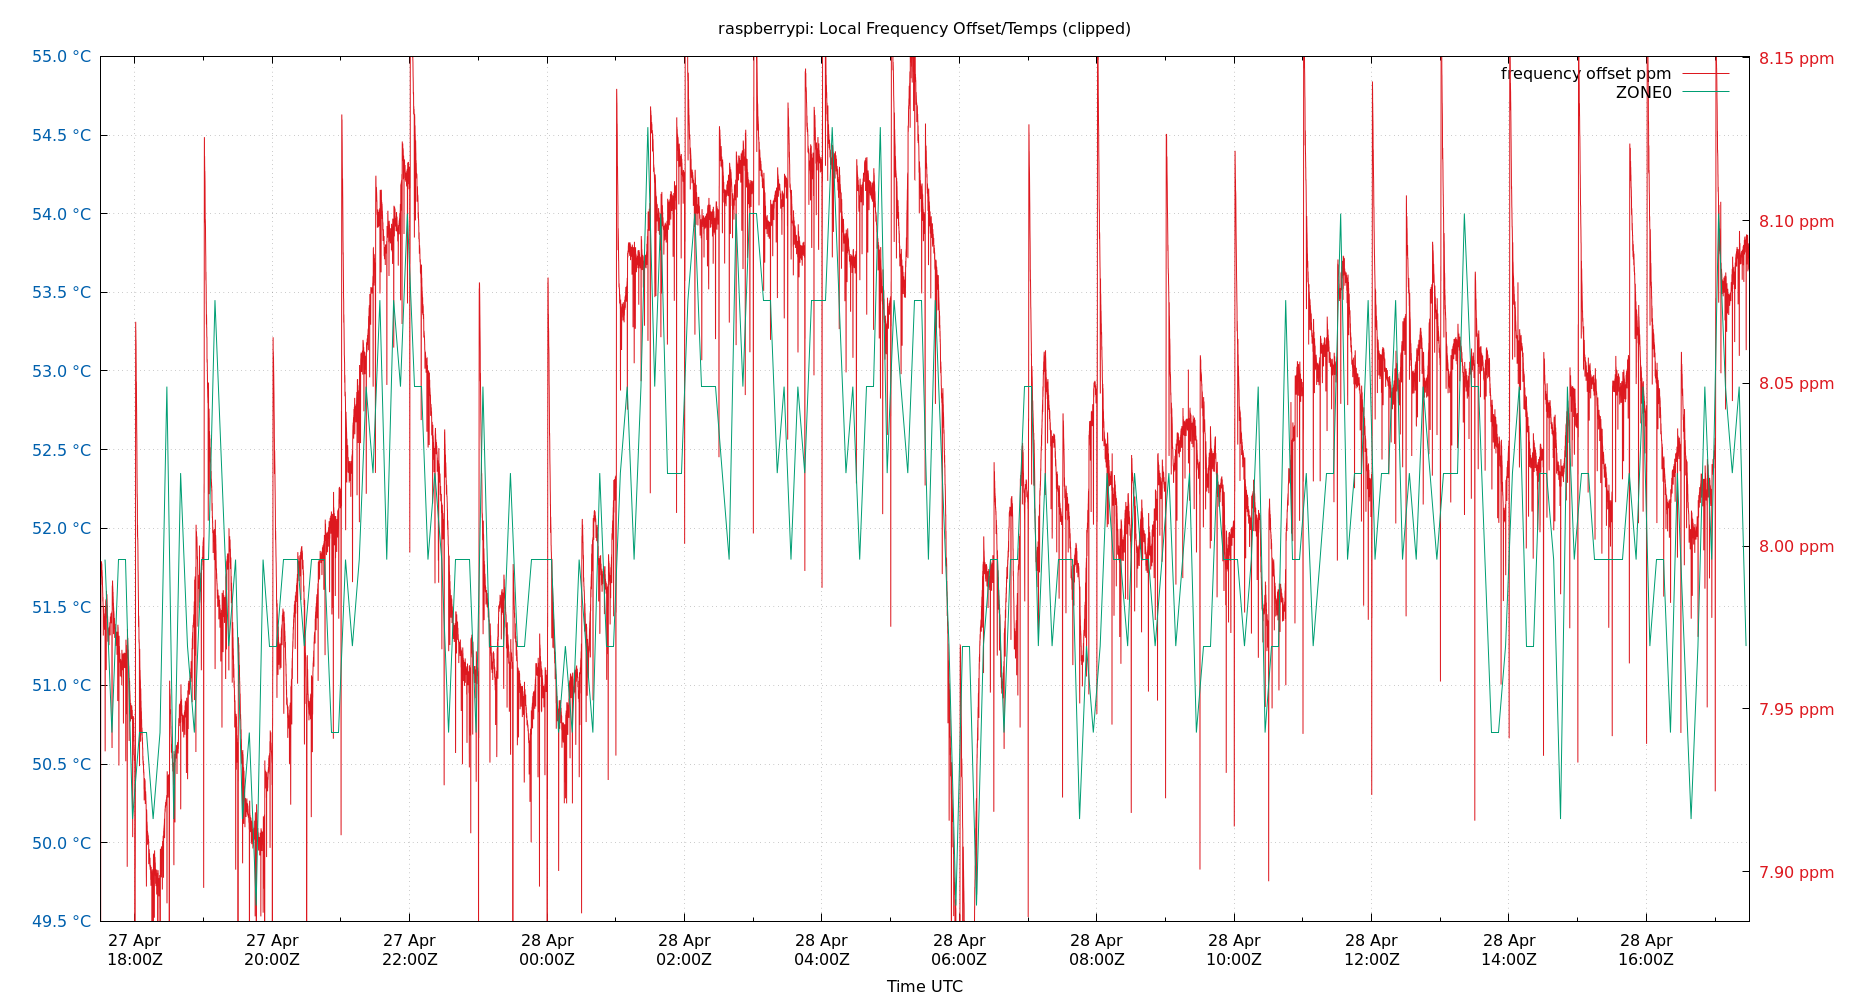 raspberrypi: Local Frequency Offset/Temps (clipped)
55.0 °C
54.5 °C
54.0 °C
53.5 °C
53.0 °C
52.5 °C
52.0 °C
51.5 °C
51.0 °C
50.5 °C
50.0 °C
49.5 °C
8.15 ppm
8.10 ppm
8.05 ppm
8.00 ppm
7.95 ppm
7.90 ppm
frequency offset ppm
ZONE0
27 Apr
18:00Z
27 Apr
20:00Z
27 Apr
22:00Z
28 Apr
00:00Z
28 Apr
02:00Z
28 Apr
04:00Z
28 Apr
06:00Z
28 Apr
08:00Z
28 Apr
10:00Z
28 Apr
12:00Z
28 Apr
14:00Z
28 Apr
16:00Z
Time UTC